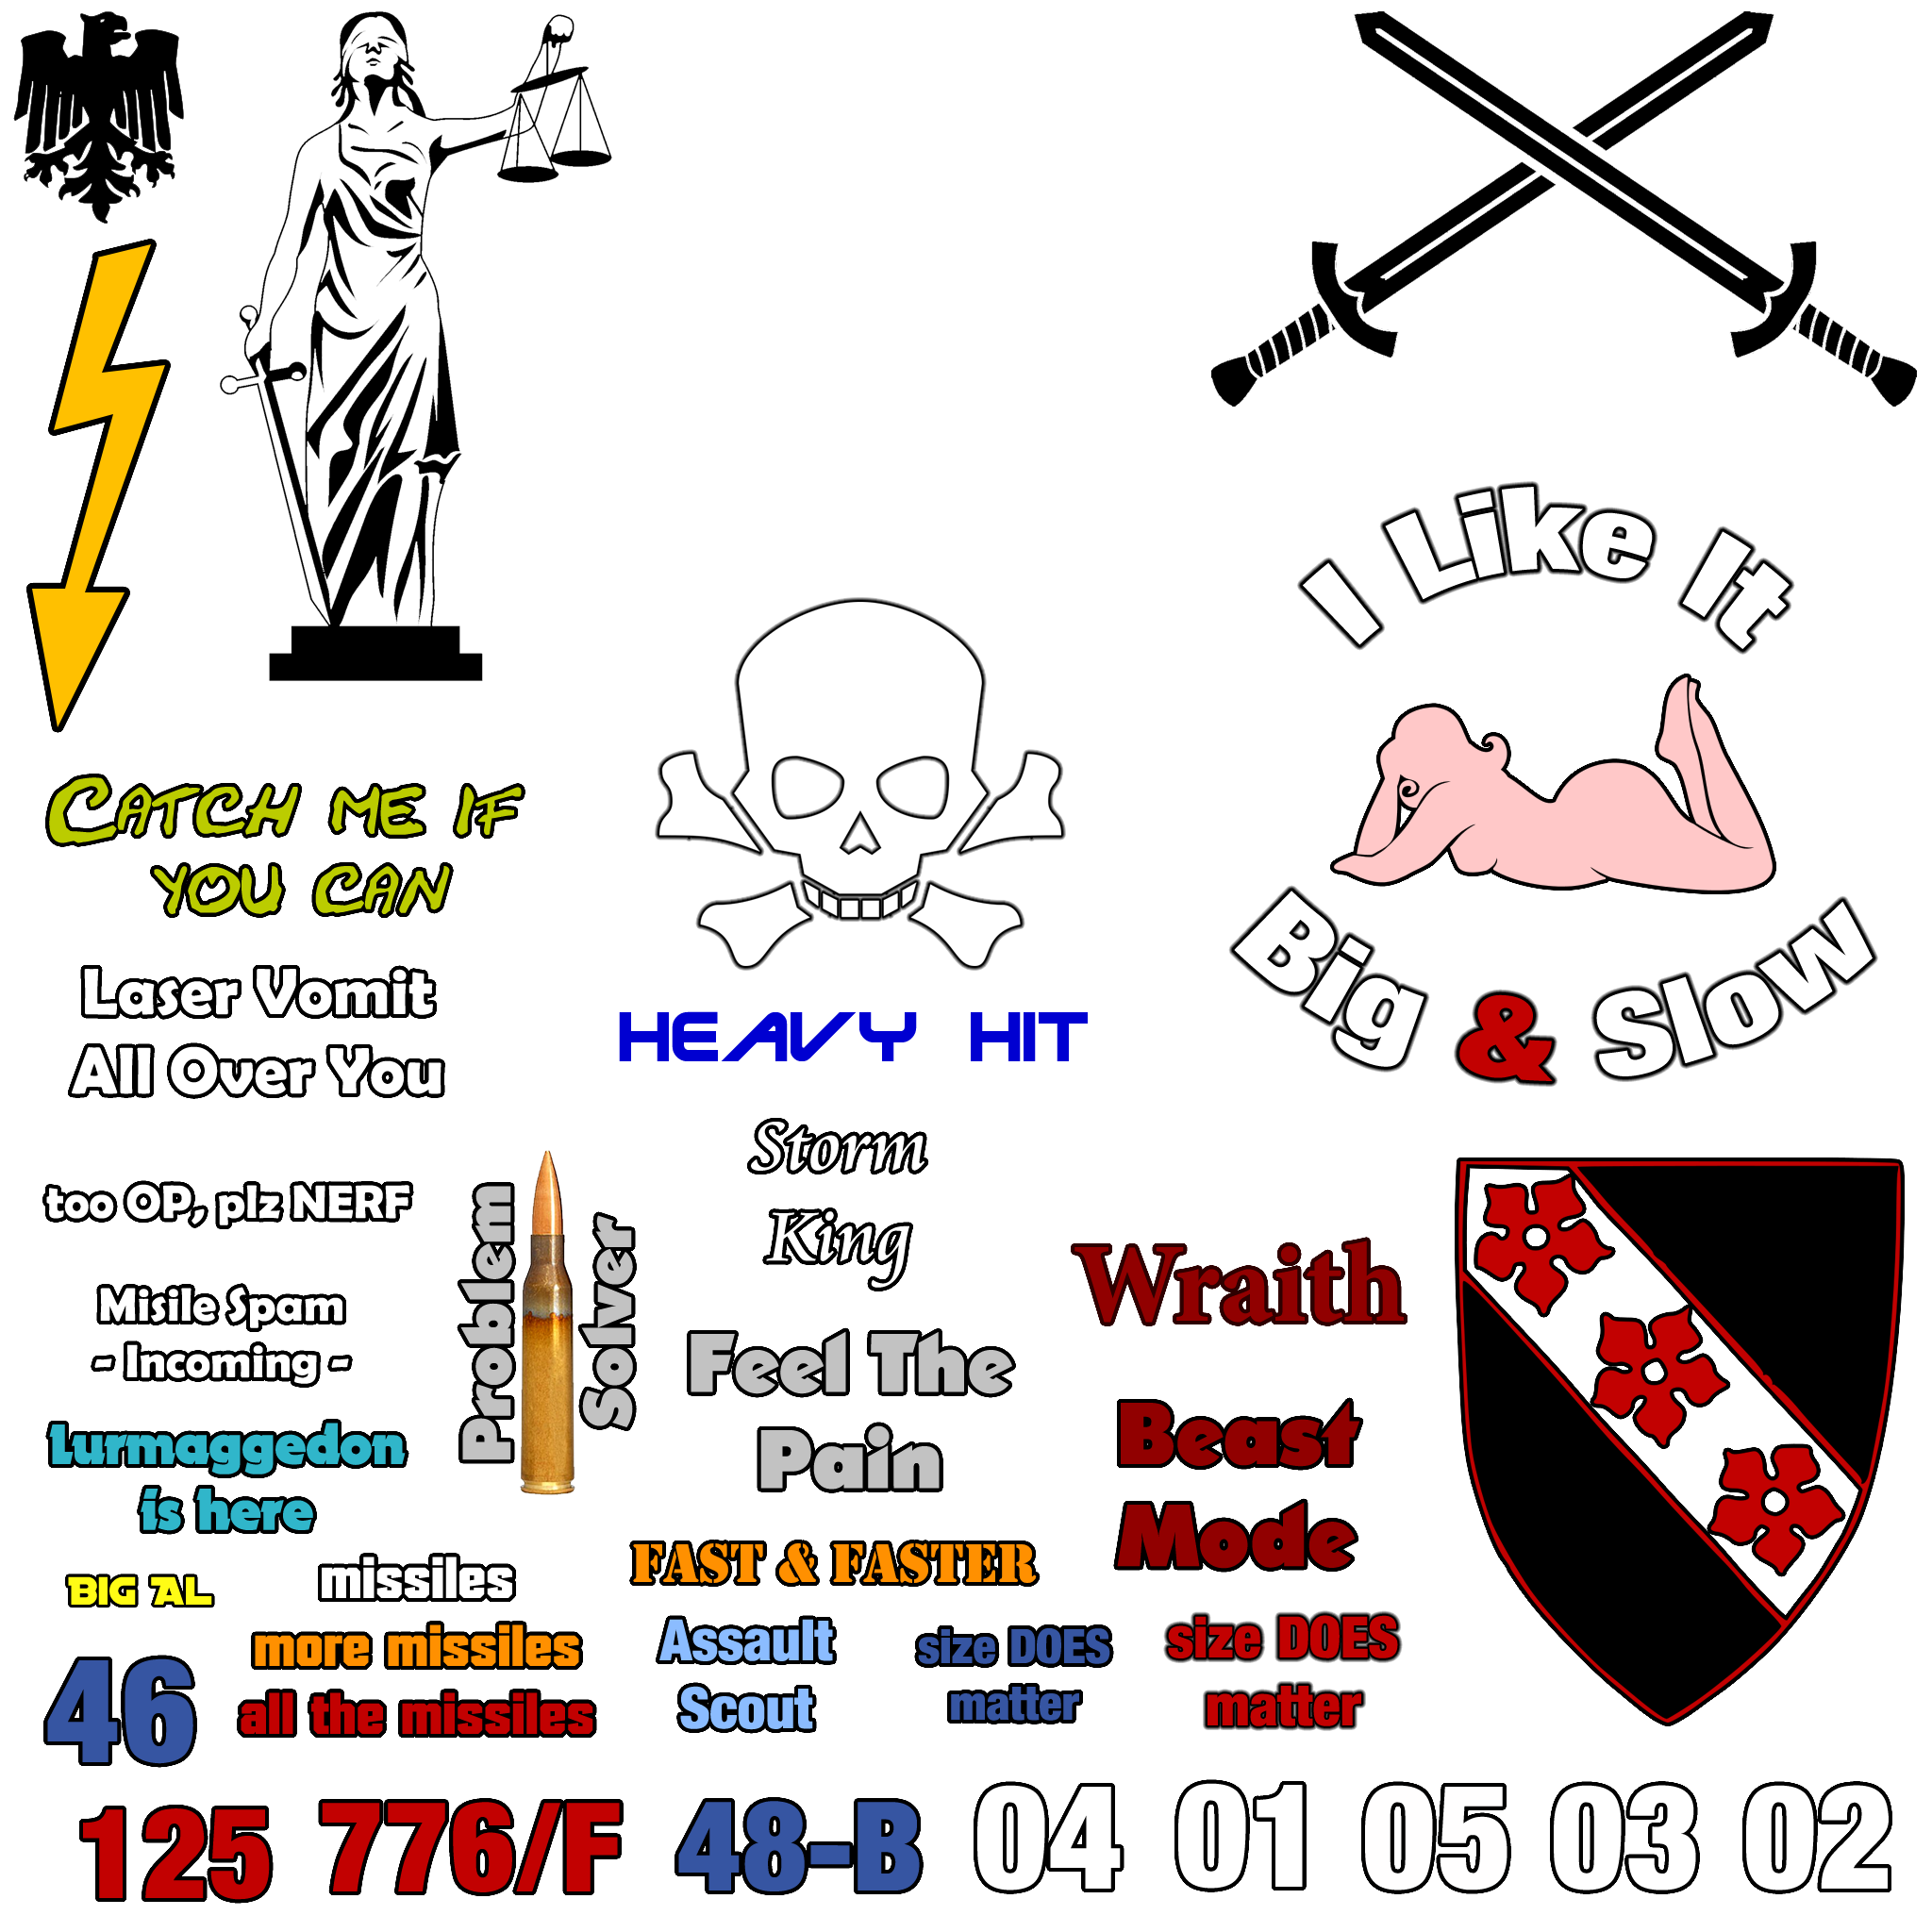 I Like It
Big & Slow
Catch me if
you can
Laser Vomit
All Over You
HEAVY HIT
Storm
King
too OP, plz NERF
Problem
Solver
Misile Spam
- Incoming -
Wraith
Feel The
Pain
Beast
Mode
Lurmaggedon
is here
FAST & FASTER
BIG AL
missiles
more missiles
all the missiles
Assault
Scout
size DOES
matter
size DOES
matter
46
125
776/F
48-B
04
01
05
03
02